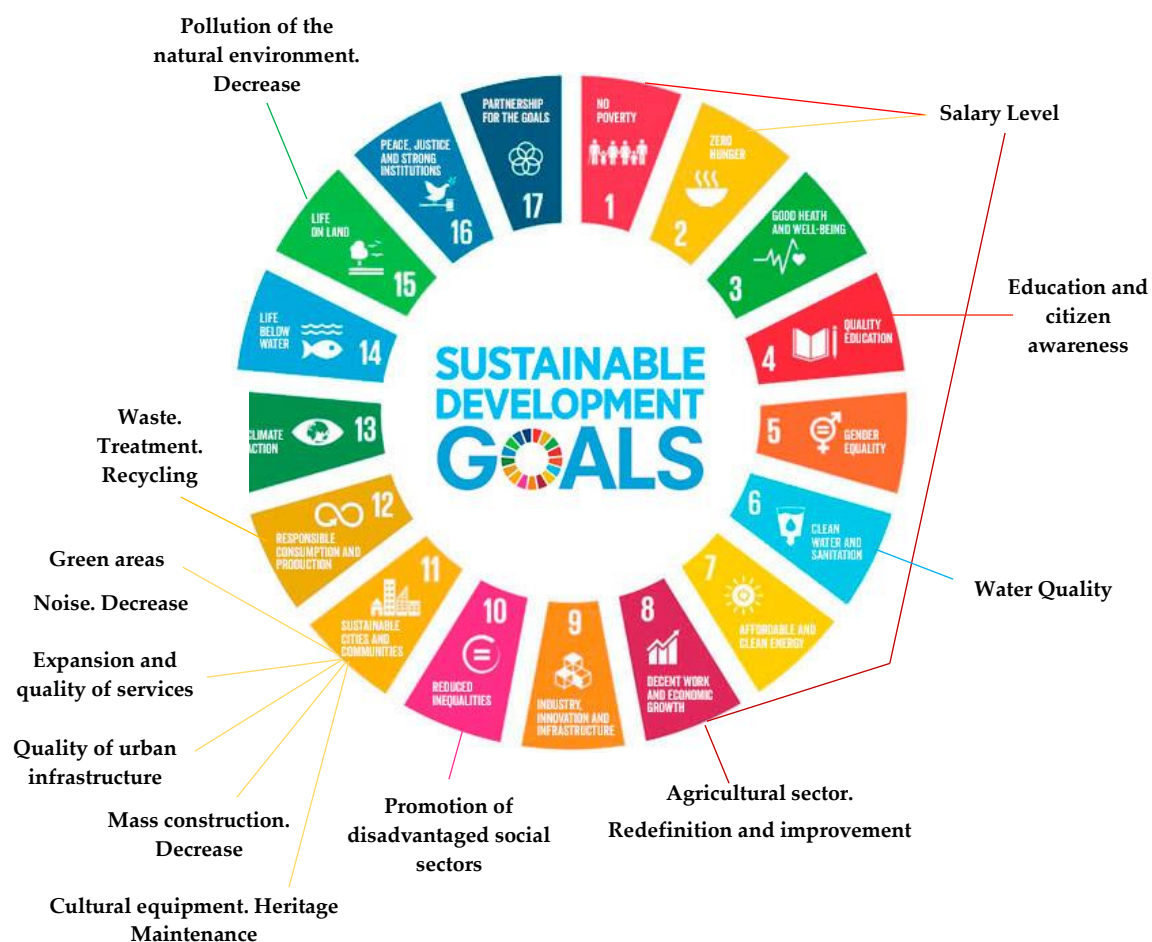 Pollution of the
natural environment.
Decrease
Salary Level
Education and
citizen
awareness
Water Quality
Agricultural sector.
Redefinition and improvement
Promotion of
disadvantaged social
sectors
Cultural equipment. Heritage
Maintenance
Mass construction.
Decrease
Quality of urban
infrastructure
Expansion and
quality of services
Noise. Decrease
Green areas
Waste.
Treatment.
Recycling
SUSTAINABLE
DEVELOPMENT
GOALS
NO
POVERTY
1
ZERO
HUNGER
2
GOOD HEATH
AND WELL-BEING
3
QUALITY
EDUCATION
4
GENDER
EQUALITY
5
CLEAN
WATER AND
SANITATION
6
AFFORDABLE AND
CLEAN ENERGY
7
DECENT WORK
AND ECONOMIC
GROWTH
8
INDUSTRY,
INNOVATION AND
INFRASTRUCTURE
9
REDUCED
INEQUALITIES
10
SUSTAINABLE
CITIES AND
COMMUNITIES
11
RESPONSIBLE
CONSUMPTION AND
PRODUCTION
12
CLIMATE
ACTION
13
LIFE
BELOW
WATER
14
LIFE
ON LAND
15
PEACE, JUSTICE
AND STRONG
INSTITUTIONS
16
PARTNERSHIP
FOR THE GOALS
17